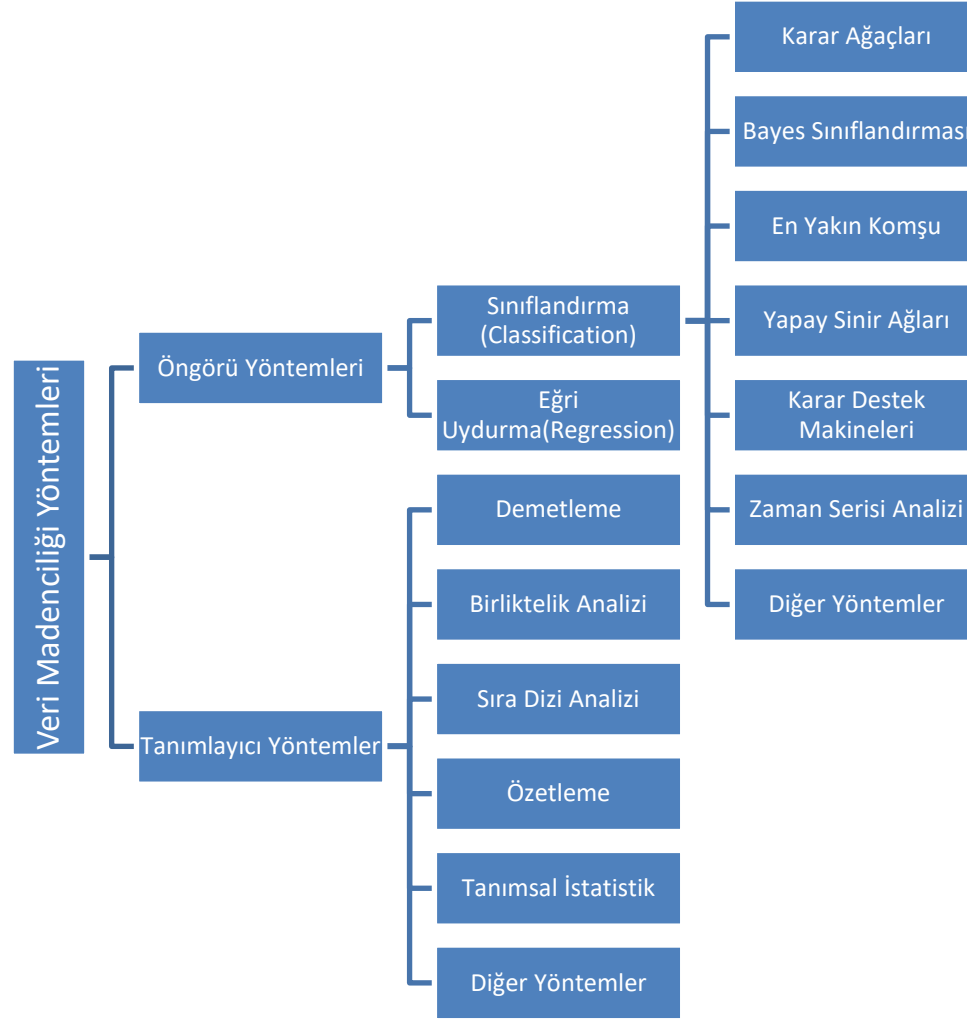 Veri Madenciliği Yöntemleri
Öngörü Yöntemleri
Sınıflandırma
(Classification)
Karar Ağaçları
Bayes Sınıflandırması
En Yakın Komşu
Yapay Sinir Ağları
Karar Destek
Makineleri
Zaman Serisi Analizi
Diğer Yöntemler
Eğri
Uydurma(Regression)
Tanımlayıcı Yöntemler
Demetleme
Birliktelik Analizi
Sıra Dizi Analizi
Özetleme
Tanımsal İstatistik
Diğer Yöntemler